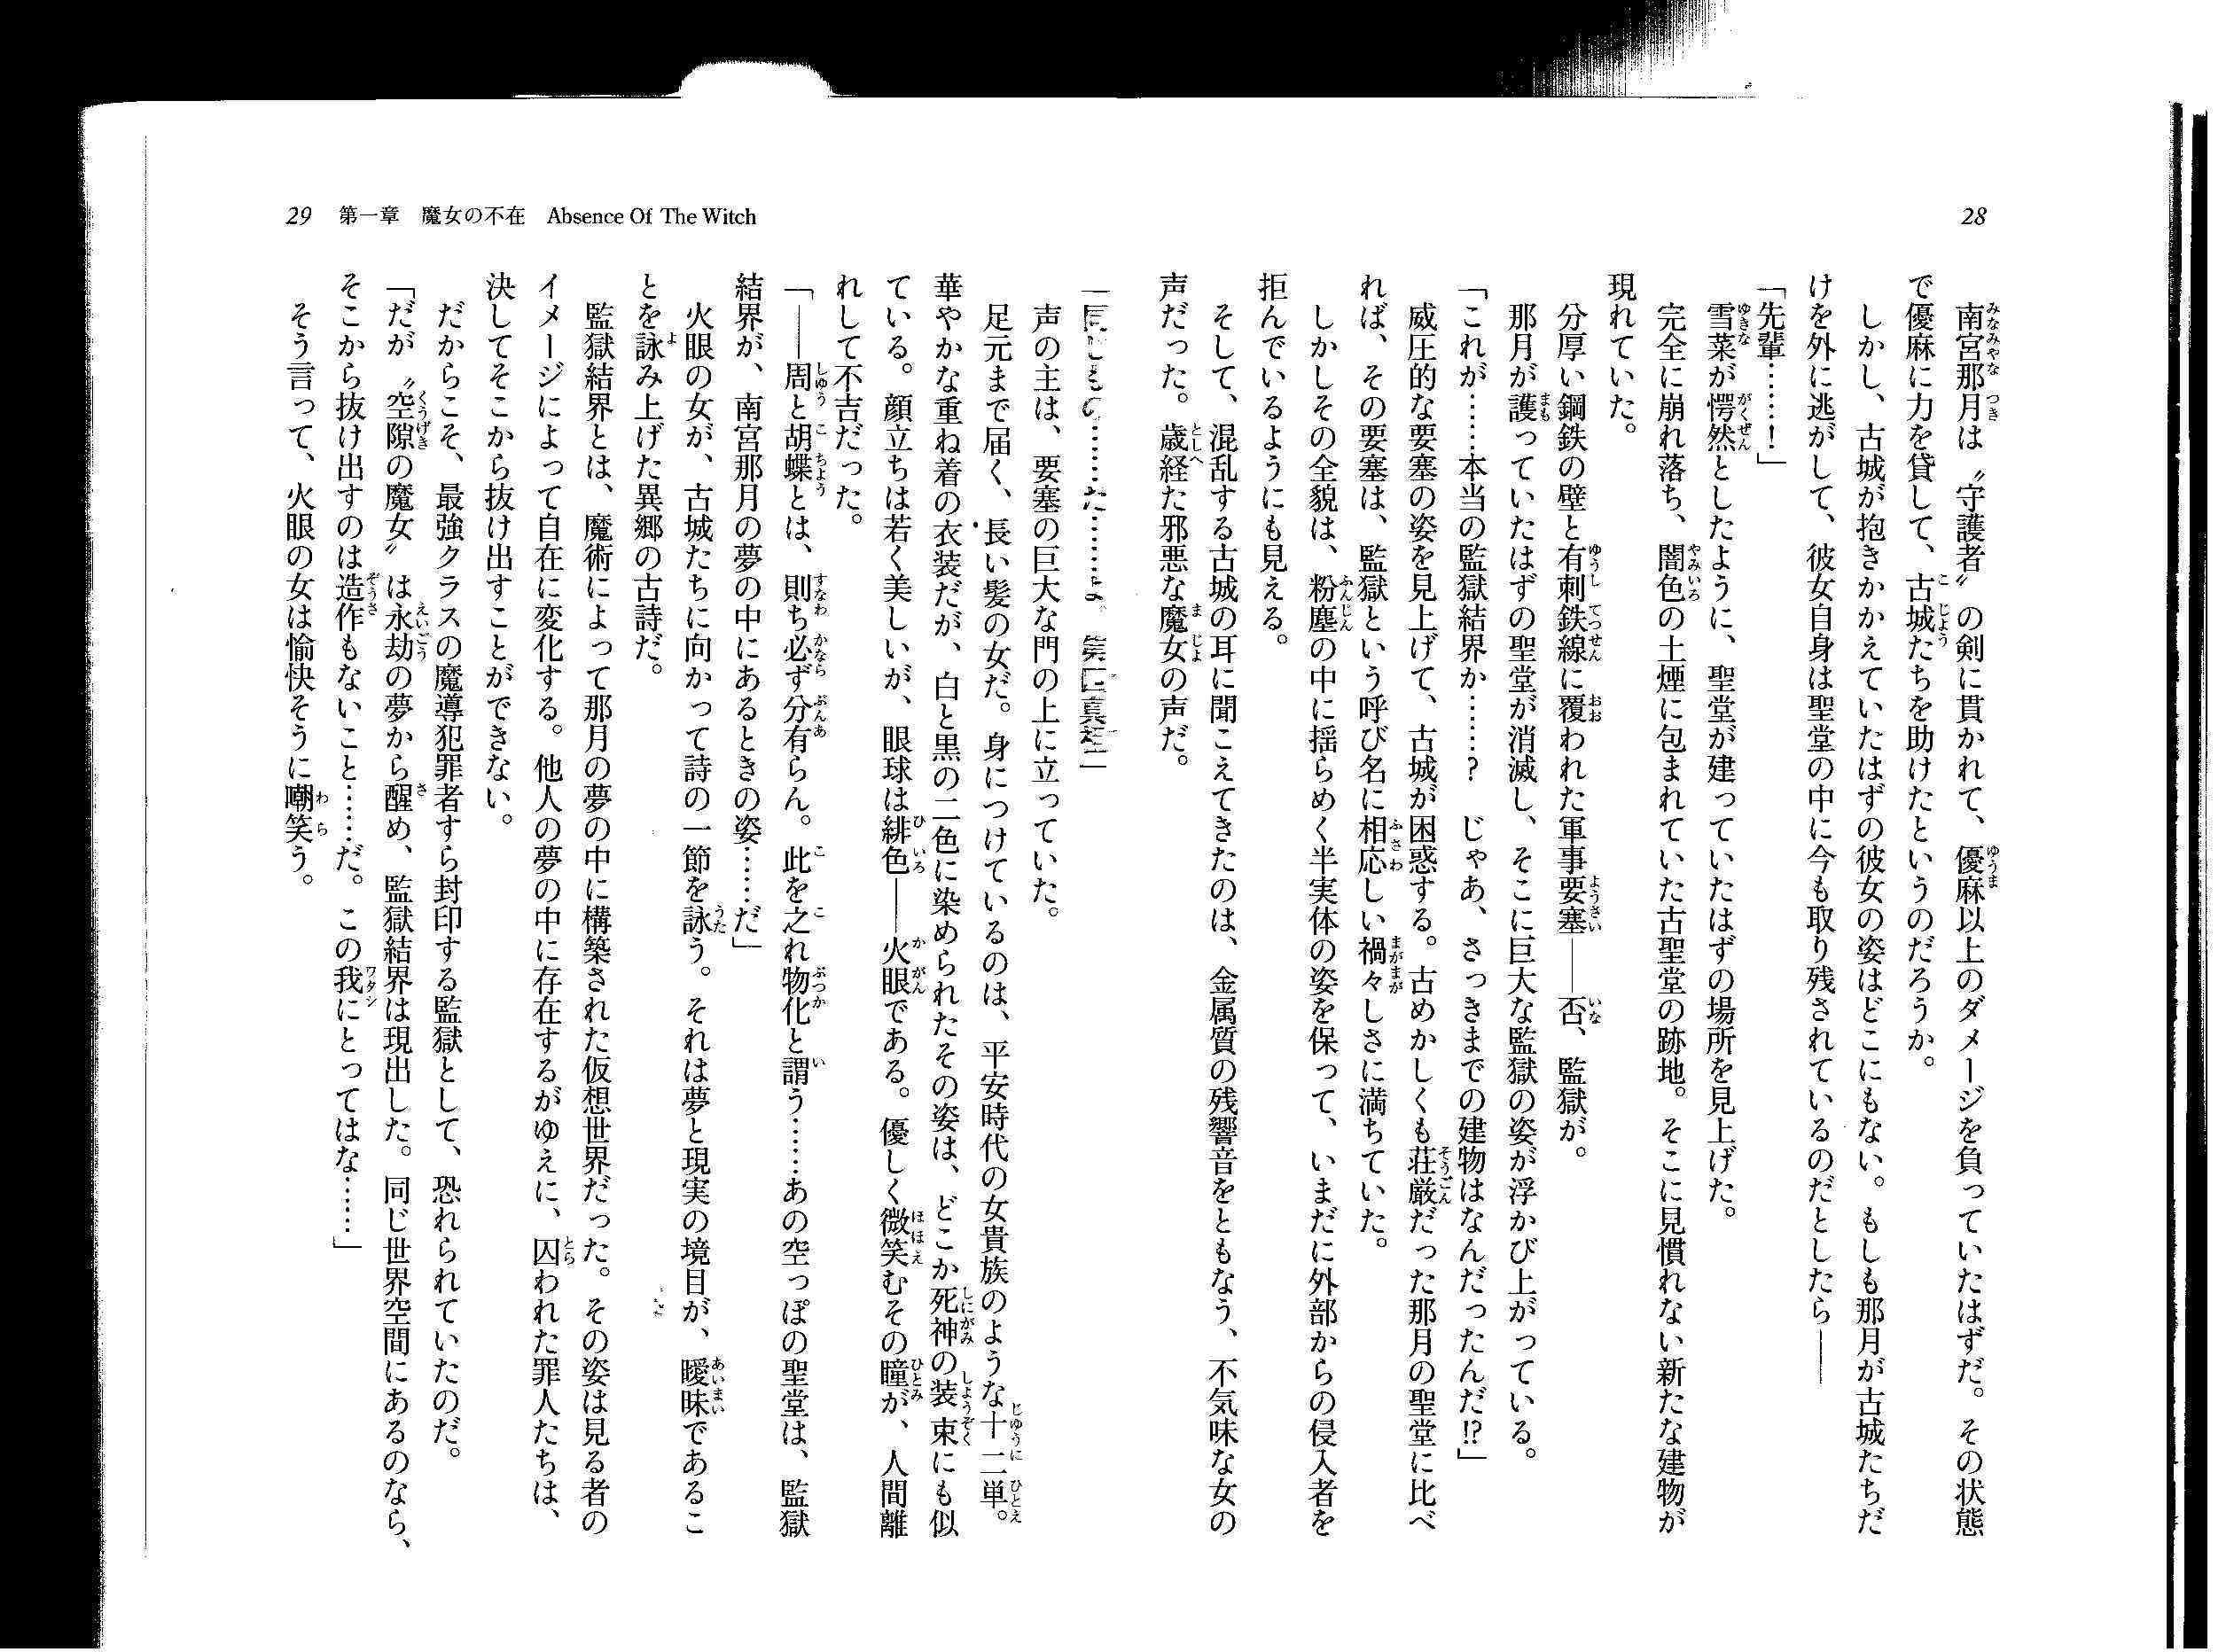 28
南宮那月は〝守護者〟の剣に貫かれて、優麻以上のダメージを負っていたはずだ。その状態
で優麻に力を貸して、古城たちを助けたというのだろうか。
しかし、古城が抱きかかえていたはずの彼女の姿はどこにもない。もしも那月が古城たちだ
けを外に逃がして、彼女自身は聖堂の中に今も取り残されているのだとしたら――
「先輩……！」
雪菜が愕然としたように、聖堂が建っていたはずの場所を見上げた。
完全に崩れ落ち、闇色の土煙に包まれていた古聖堂の跡地。そこに見慣れない新たな建物が
現れていた。
分厚い鋼鉄の壁と有刺鉄線に覆われた軍事要塞――否、監獄が。
那月が護っていたはずの聖堂が消滅し、そこに巨大な監獄の姿が浮かび上がっている。
「これが……本当の監獄結界か……？　じゃあ、さっきまでの建物はなんだったんだ!?」
威圧的な要塞の姿を見上げて、古城が困惑する。古めかしくも荘厳だった那月の聖堂に比べ
れば、その要塞は、監獄という呼び名に相応しい禍々しさに満ちていた。
しかしその全貌は、粉塵の中に揺らめく半実体の姿を保って、いまだに外部からの侵入者を
拒んでいるようにも見える。
そして、混乱する古城の耳に聞こえてきたのは、金属質の残響音をともなう、不気味な女の
声だった。歳経た邪悪な魔女の声だ。
29　第一章　魔女の不在　Absence Of The Witch
声の主は、要塞の巨大な門の上に立っていた。
足元まで届く、長い髪の女だ。身につけているのは、平安時代の女貴族のような十二単。
華やかな重ね着の衣装だが、白と黒の二色に染められたその姿は、どこか死神の装束にも似
ている。顔立ちは若く美しいが、眼球は緋色――火眼である。優しく微笑むその瞳が、人間離
れして不吉だった。
「――周と胡蝶とは、則ち必ず分有らん。此を之れ物化と謂う……あの空っぽの聖堂は、監獄
結界が、南宮那月の夢の中にあるときの姿……だ」
火眼の女が、古城たちに向かって詩の一節を詠う。それは夢と現実の境目が、曖昧であるこ
とを詠み上げた異郷の古詩だ。
監獄結界とは、魔術によって那月の夢の中に構築された仮想世界だった。その姿は見る者の
イメージによって自在に変化する。他人の夢の中に存在するがゆえに、囚われた罪人たちは、
決してそこから抜け出すことができない。
だからこそ、最強クラスの魔導犯罪者すら封印する監獄として、恐れられていたのだ。
「だが〝空隙の魔女〟は永劫の夢から醒め、監獄結界は現出した。同じ世界空間にあるのなら、
そこから抜け出すのは造作もないこと……だ。この我にとってはな……」
そう言って、火眼の女は愉快そうに嘲笑う。